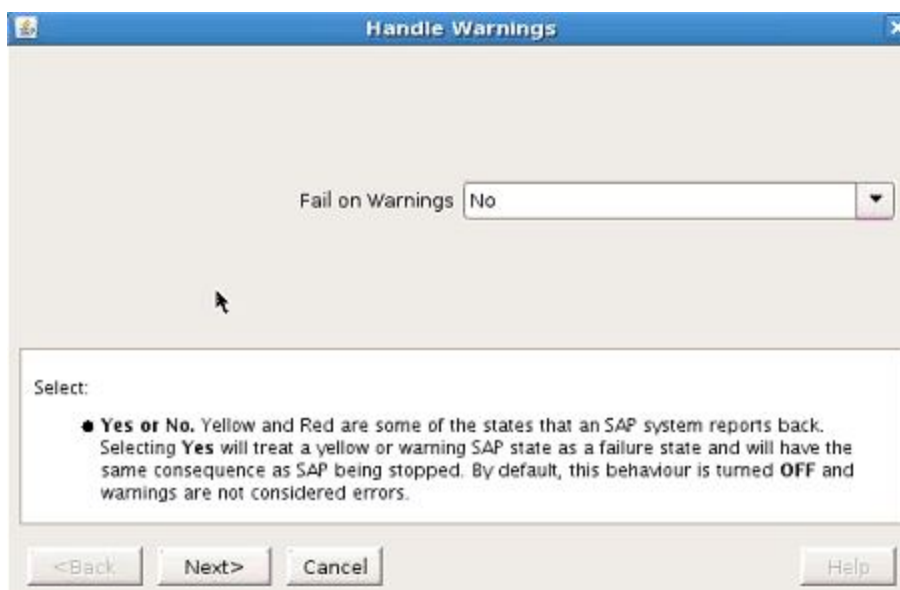 Handle Warnings
Fail on Warnings No
Select:
Yes or No. Yellow and Red are some of the states that an SAP system reports back.
Selecting Yes will treat a yellow or warning SAP state as a failure state and will have the
same consequence as SAP being stopped. By default, this behaviour is turned OFF and
warnings are not considered errors.
<Back Next> Cancel Help